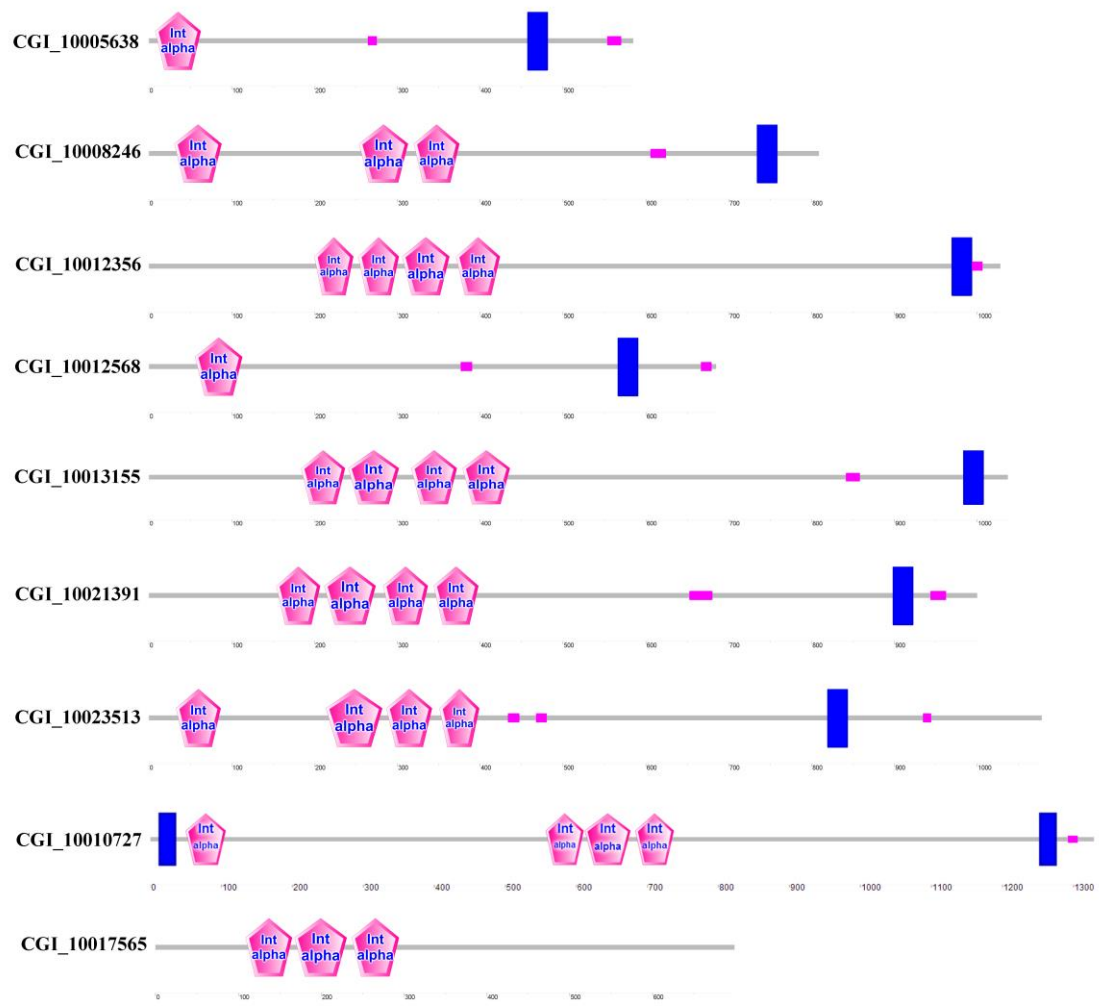 Int
alpha
CGI_10005638
0 100 200 300 400 500
Int Int Int
alpha alpha alpha
CGI_10008246
0 100 200 300 400 500 600 700 800
Int Int Int Int
alpha alpha alpha alpha
CGI_10012356
0 100 200 300 400 500 600 700 800 900 1000
Int
alpha
CGI_10012568
0 100 200 300 400 500 600
Int Int Int Int
alpha alpha alpha alpha
CGI_10013155
0 100 200 300 400 500 600 700 800 900 1000
Int Int Int Int
alpha alpha alpha alpha
CGI_10021391
0 100 200 300 400 500 600 700 800 900
Int Int Int Int
alpha alpha alpha alpha
CGI_10023513
0 100 200 300 400 500 600 700 800 900 1000
Int Int Int Int
alpha alpha alpha alpha
CGI_10010727
0 100 200 300 400 500 600 700 800 900 1000 1100 1200 1300
Int Int Int
alpha alpha alpha
CGI_10017565
0 100 200 300 400 500 600